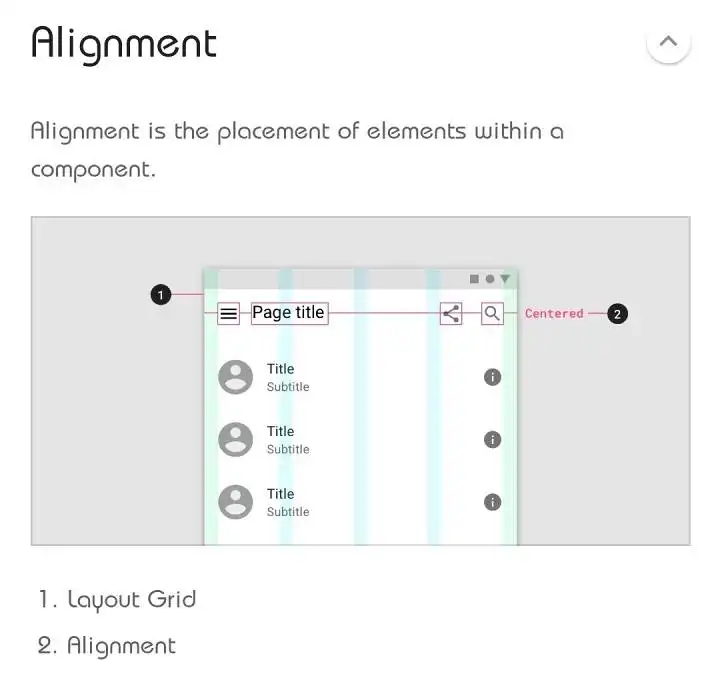 Alignment
Alignment is the placement of elements within a
component.
1
Page title
Centered
2
Title
Subtitle
i
Title
Subtitle
i
Title
Subtitle
i
1. Layout Grid
2. Alignment